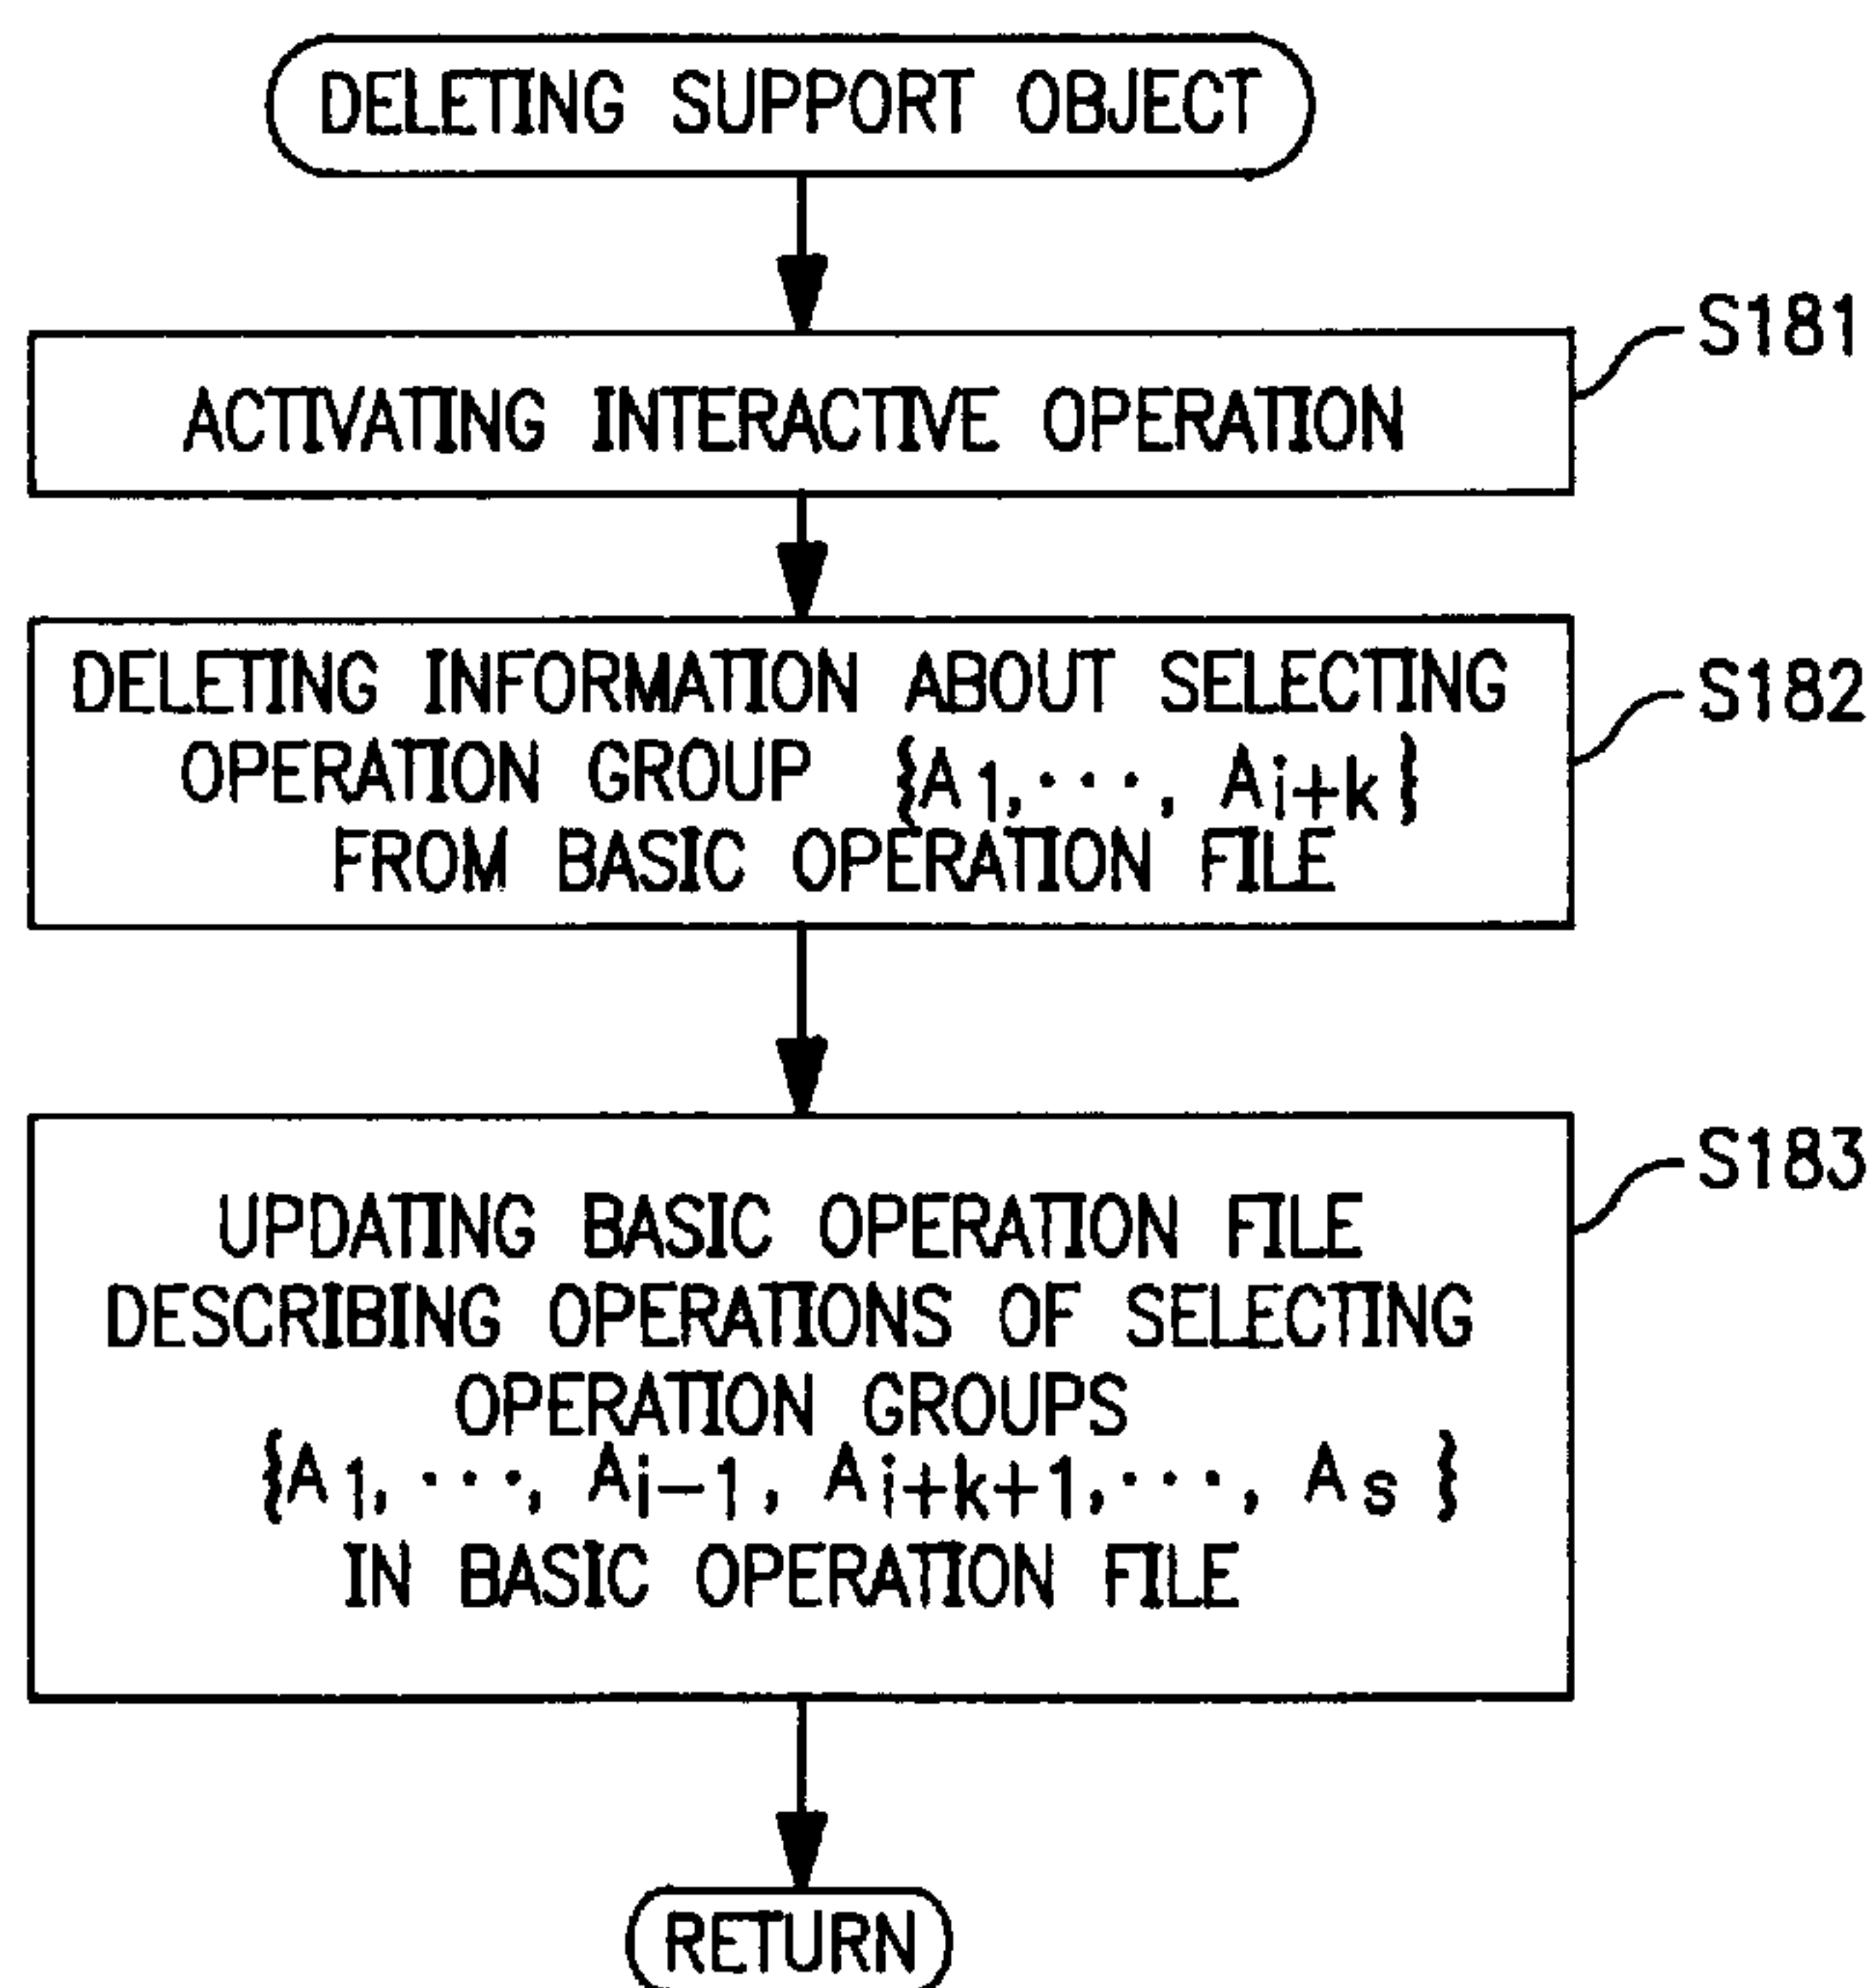 DELETING SUPPORT OBJECT
S181
ACTIVATING INTERACTIVE OPERATION
S182
DELETING INFORMATION ABOUT SELECTING
OPERATION GROUP {A1, ···, Ai+k}
FROM BASIC OPERATION FILE
S183
UPDATING BASIC OPERATION FILE
DESCRIBING OPERATIONS OF SELECTING
OPERATION GROUPS
{A1, ···, Ai−1, Ai+k+1, ···, As}
IN BASIC OPERATION FILE
RETURN